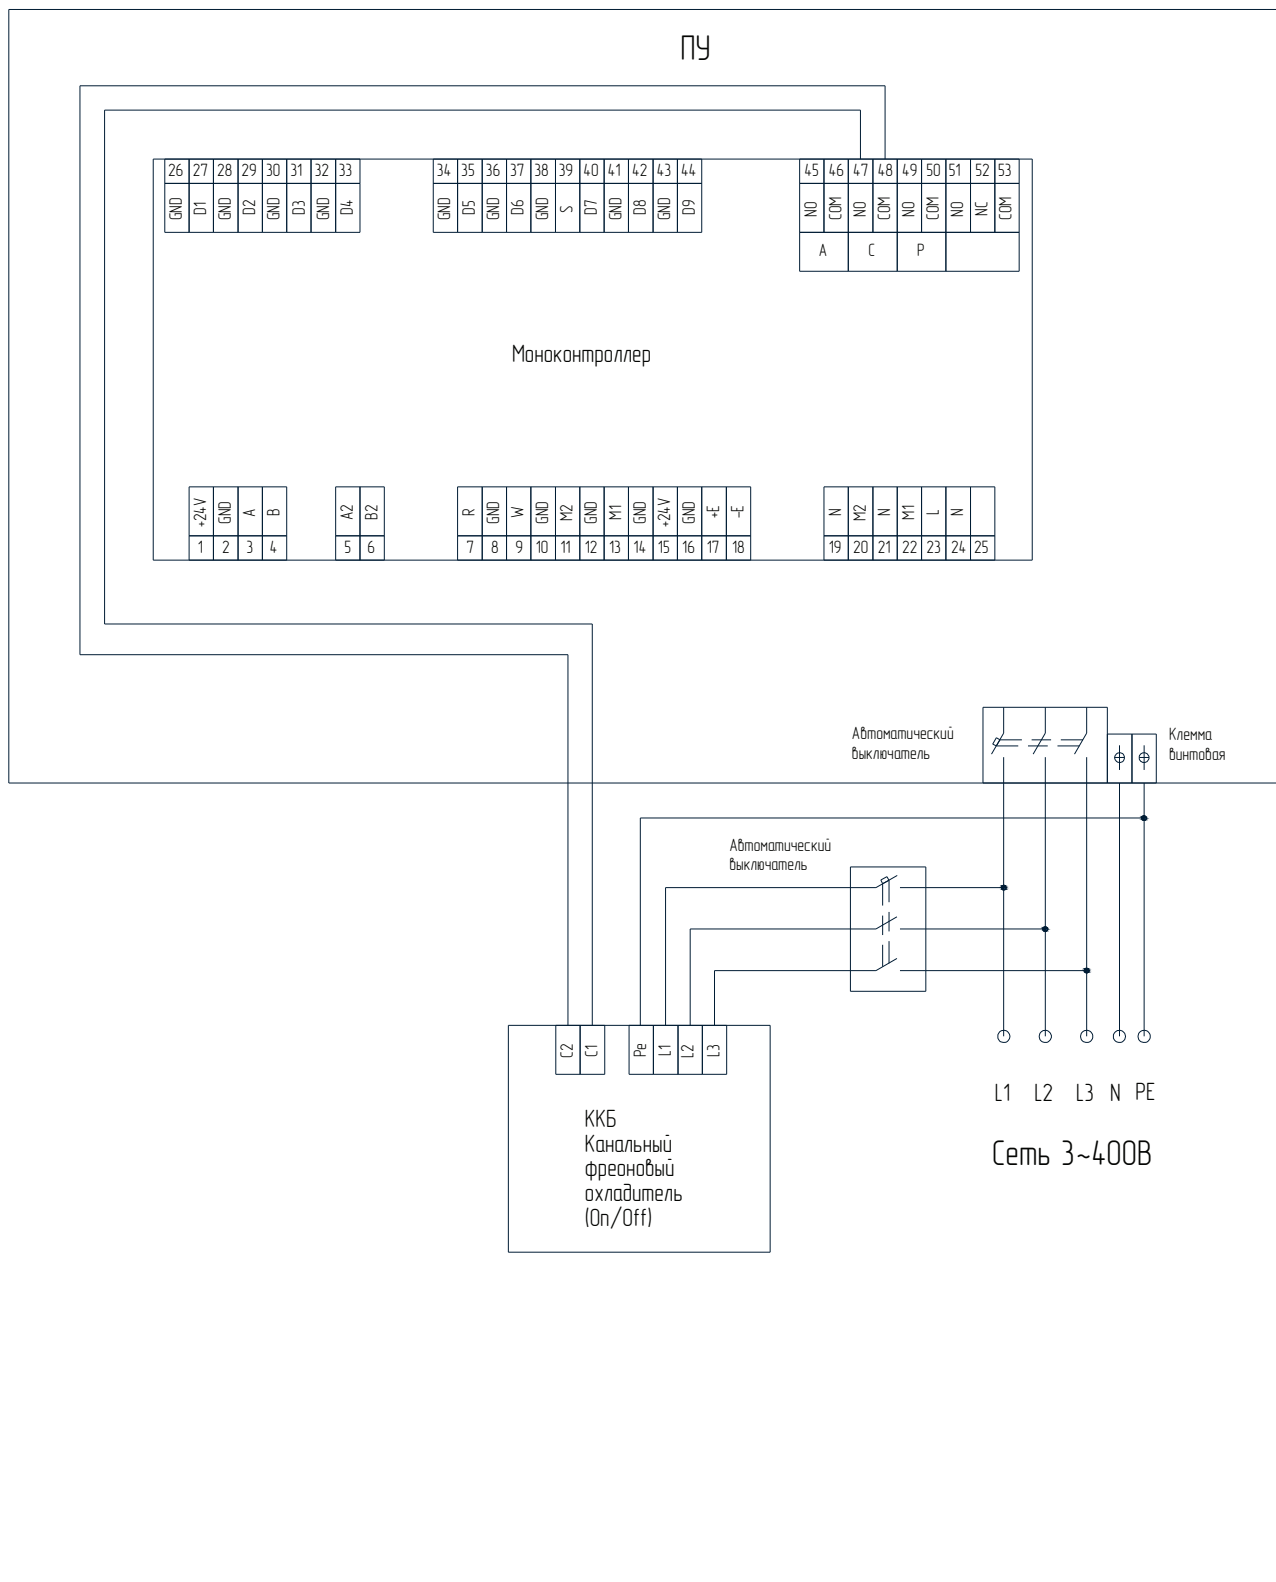 ПУ
26 27 28 29 30 31 32 33
GND D1 GND D2 GND D3 GND D4
34 35 36 37 38 39 40 41 42 43 44
GND D5 GND D6 GND S D7 GND D8 GND D9
45 46 47 48 49 50 51 52 53
NO COM NO COM NO COM NO NC COM
A C P
Моноконтроллер
+24V GND A B
1 2 3 4
A2 B2
5 6
R GND W GND M2 GND M1 GND +24V GND +E -E
7 8 9 10 11 12 13 14 15 16 17 18
N M2 N M1 L N
19 20 21 22 23 24 25
Автоматический
выключатель
Клемма
винтовая
Автоматический
выключатель
C2 C1
Pe L1 L2 L3
ККБ
Канальный
фреоновый
охладитель
(On/Off)
L1 L2 L3 N PE
Сеть 3~400В